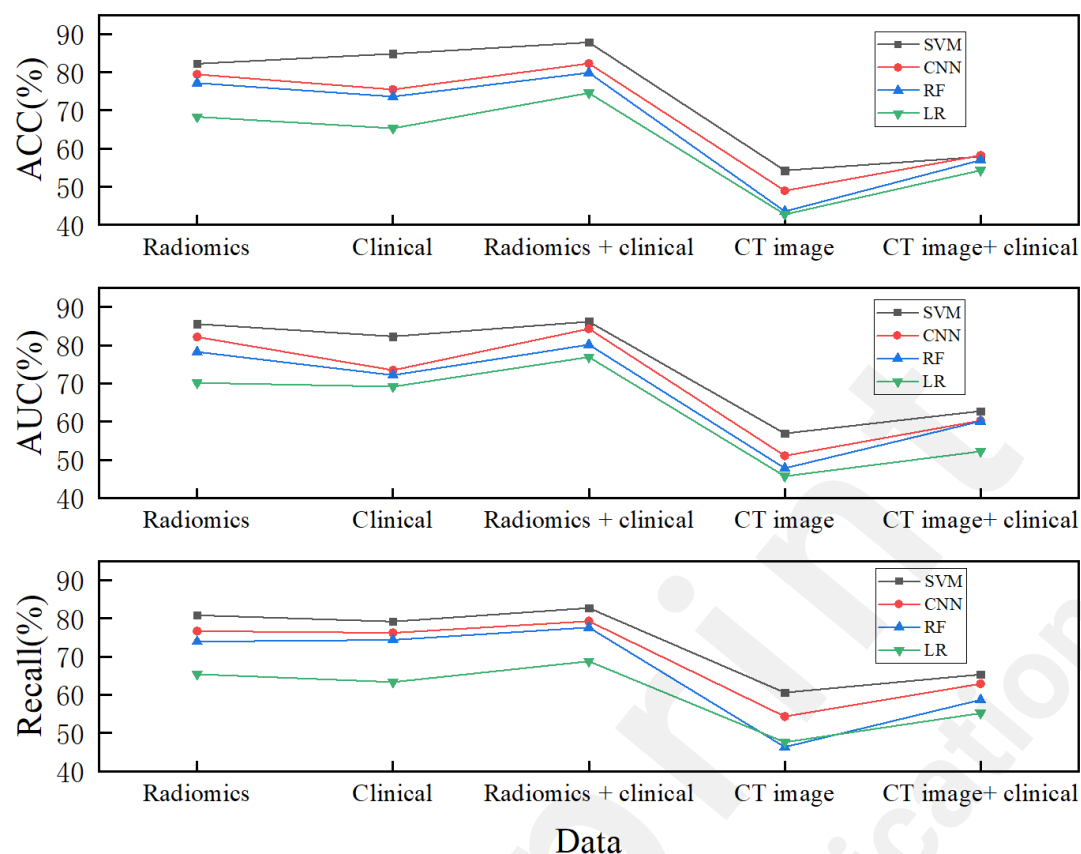 ACC(%)
90
80
70
60
50
40
SVM
CNN
RF
LR
Radiomics Clinical Radiomics + clinical CT image CT image+ clinical
AUC(%)
90
80
70
60
50
40
SVM
CNN
RF
LR
Radiomics Clinical Radiomics + clinical CT image CT image+ clinical
Recall(%)
90
80
70
60
50
40
SVM
CNN
RF
LR
Radiomics Clinical Radiomics + clinical CT image CT image+ clinical
Data